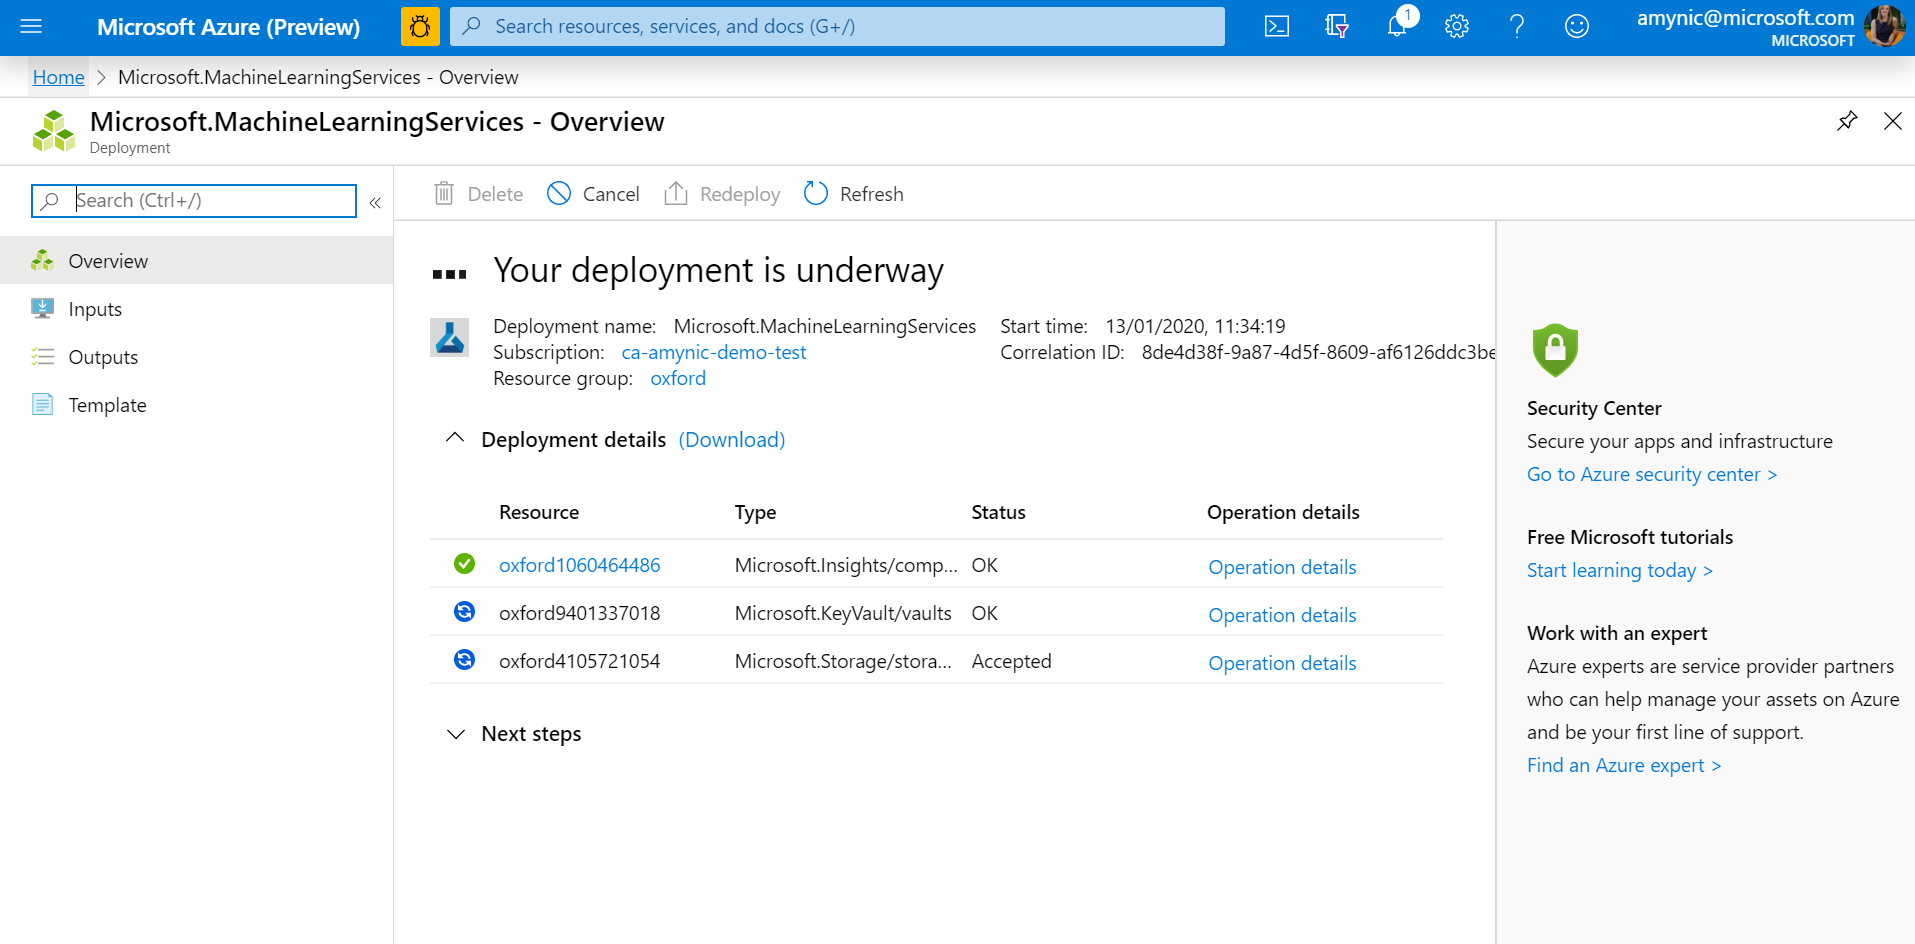 Microsoft Azure (Preview)
Search resources, services, and docs (G+/)
1
amynic@microsoft.com
MICROSOFT
Home > Microsoft.MachineLearningServices - Overview
Microsoft.MachineLearningServices - Overview
Deployment
Search (Ctrl+/)
«
Overview
Inputs
Outputs
Template
Delete Cancel Redeploy Refresh
Your deployment is underway
Deployment name: Microsoft.MachineLearningServices Start time: 13/01/2020, 11:34:19
Subscription: ca-amynic-demo-test Correlation ID: 8de4d38f-9a87-4d5f-8609-af6126ddc3be
Resource group: oxford
Deployment details (Download)
Resource Type Status Operation details
oxford1060464486 Microsoft.Insights/comp... OK Operation details
oxford9401337018 Microsoft.KeyVault/vaults OK Operation details
oxford4105721054 Microsoft.Storage/stora... Accepted Operation details
Next steps
Security Center
Secure your apps and infrastructure
Go to Azure security center >
Free Microsoft tutorials
Start learning today >
Work with an expert
Azure experts are service provider partners
who can help manage your assets on Azure
and be your first line of support.
Find an Azure expert >